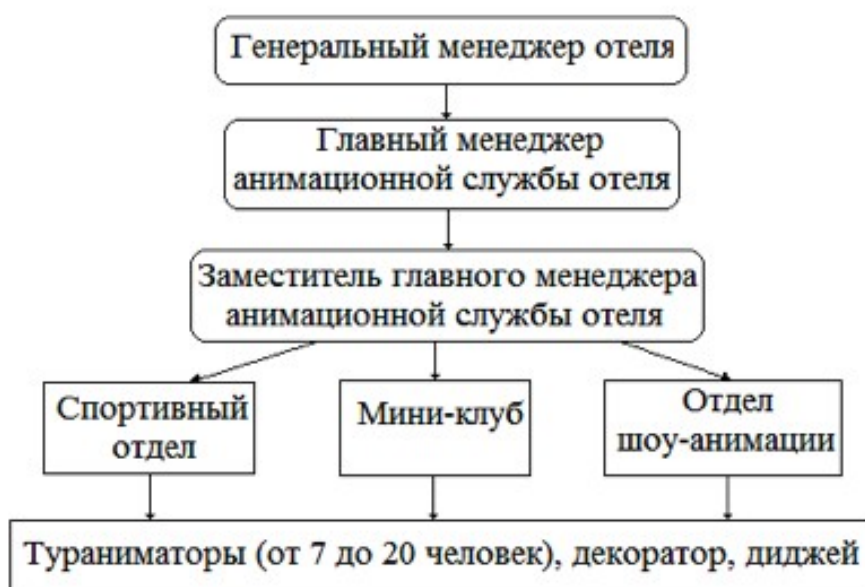 Генеральный менеджер отеля
Главный менеджер
анимационной службы отеля
Заместитель главного менеджера
анимационной службы отеля
Спортивный
отдел
Мини-клуб
Отдел
шоу-анимации
Тураниматоры (от 7 до 20 человек), декоратор, диджей